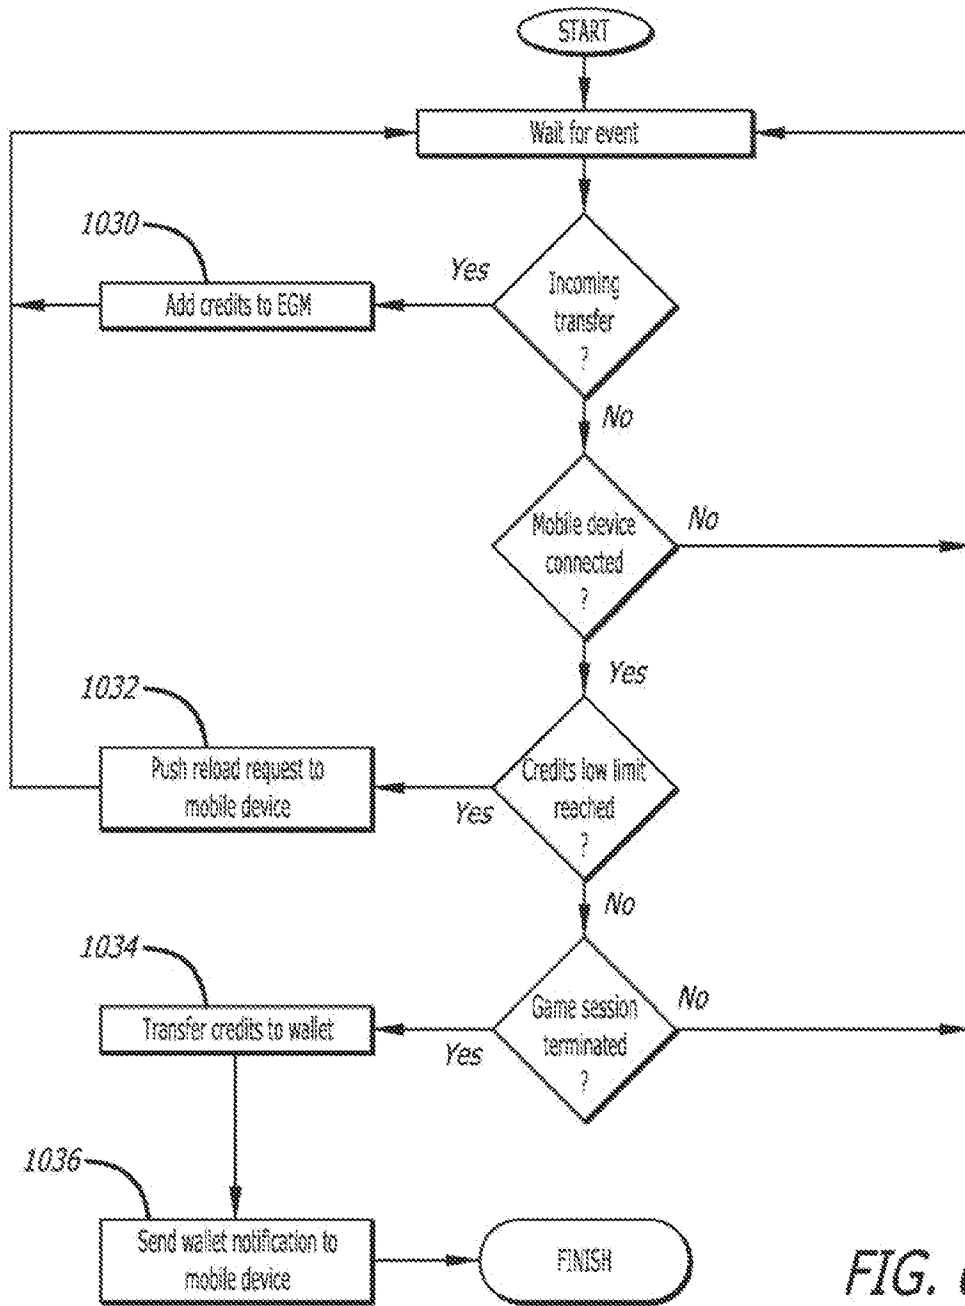 START
Wait for event
1030
Yes
Add credits to EGM
Incoming
transfer
?
No
Mobile device
connected
?
No
Yes
1032
Push reload request to
mobile device
Yes
Credits low limit
reached
?
No
1034
Transfer credits to wallet
Yes
Game session
terminated
?
No
1036
Send wallet notification to
mobile device
FINISH
FIG.